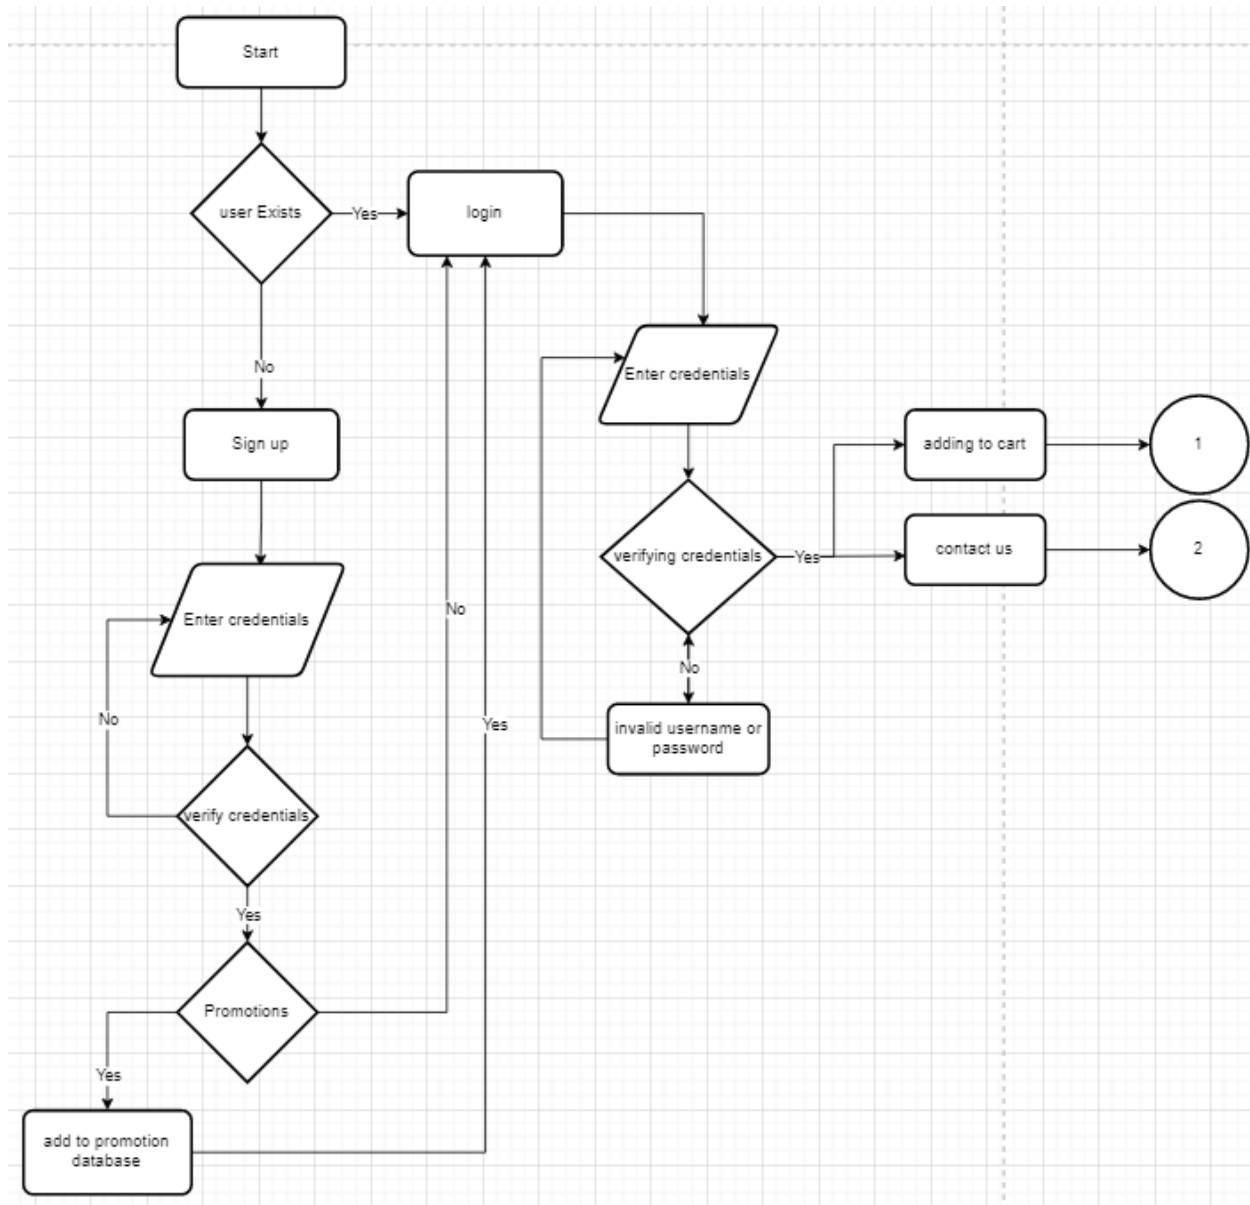 Start
user Exists
Yes
login
No
Sign up
Enter credentials
No
verify credentials
Yes
Promotions
Yes
add to promotion
database
No
Yes
Enter credentials
verifying credentials
Yes
No
invalid username or
password
adding to cart
1
contact us
2